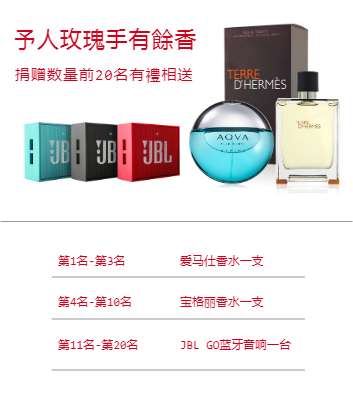 予人玫瑰手有餘香
捐赠数量前20名有禮相送
TERRE
D'HERMÈS
AQVA
TERRE
D'HERMÈS
JBL
JBL
JBL
第1名-第3名 爱马仕香水一支
第4名-第10名 宝格丽香水一支
第11名-第20名 JBL GO蓝牙音响一台